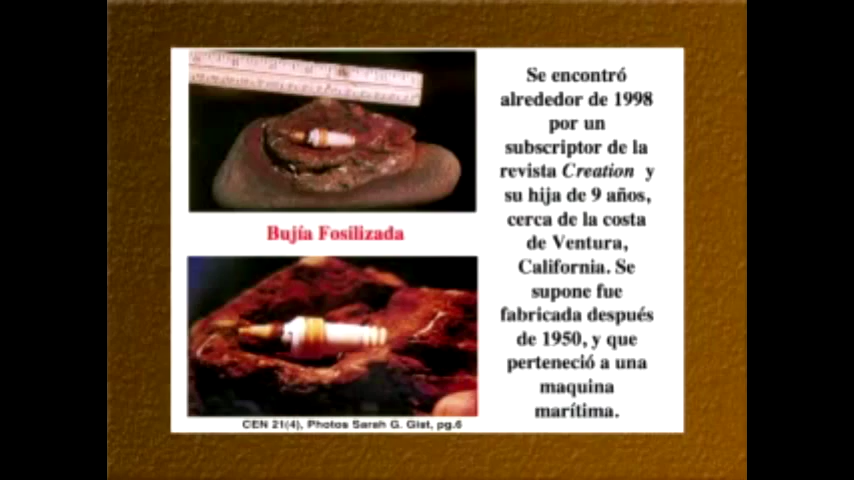 Se encontró
alrededor de 1998
por un
subscriptor de la
revista Creation y
su hija de 9 años,
cerca de la costa
de Ventura,
California. Se
supone fue
fabricada después
de 1950, y que
perteneció a una
maquina
marítima.
Bujía Fosilizada
CEN 21(4), Photos Sarah G. Gist, pg.6